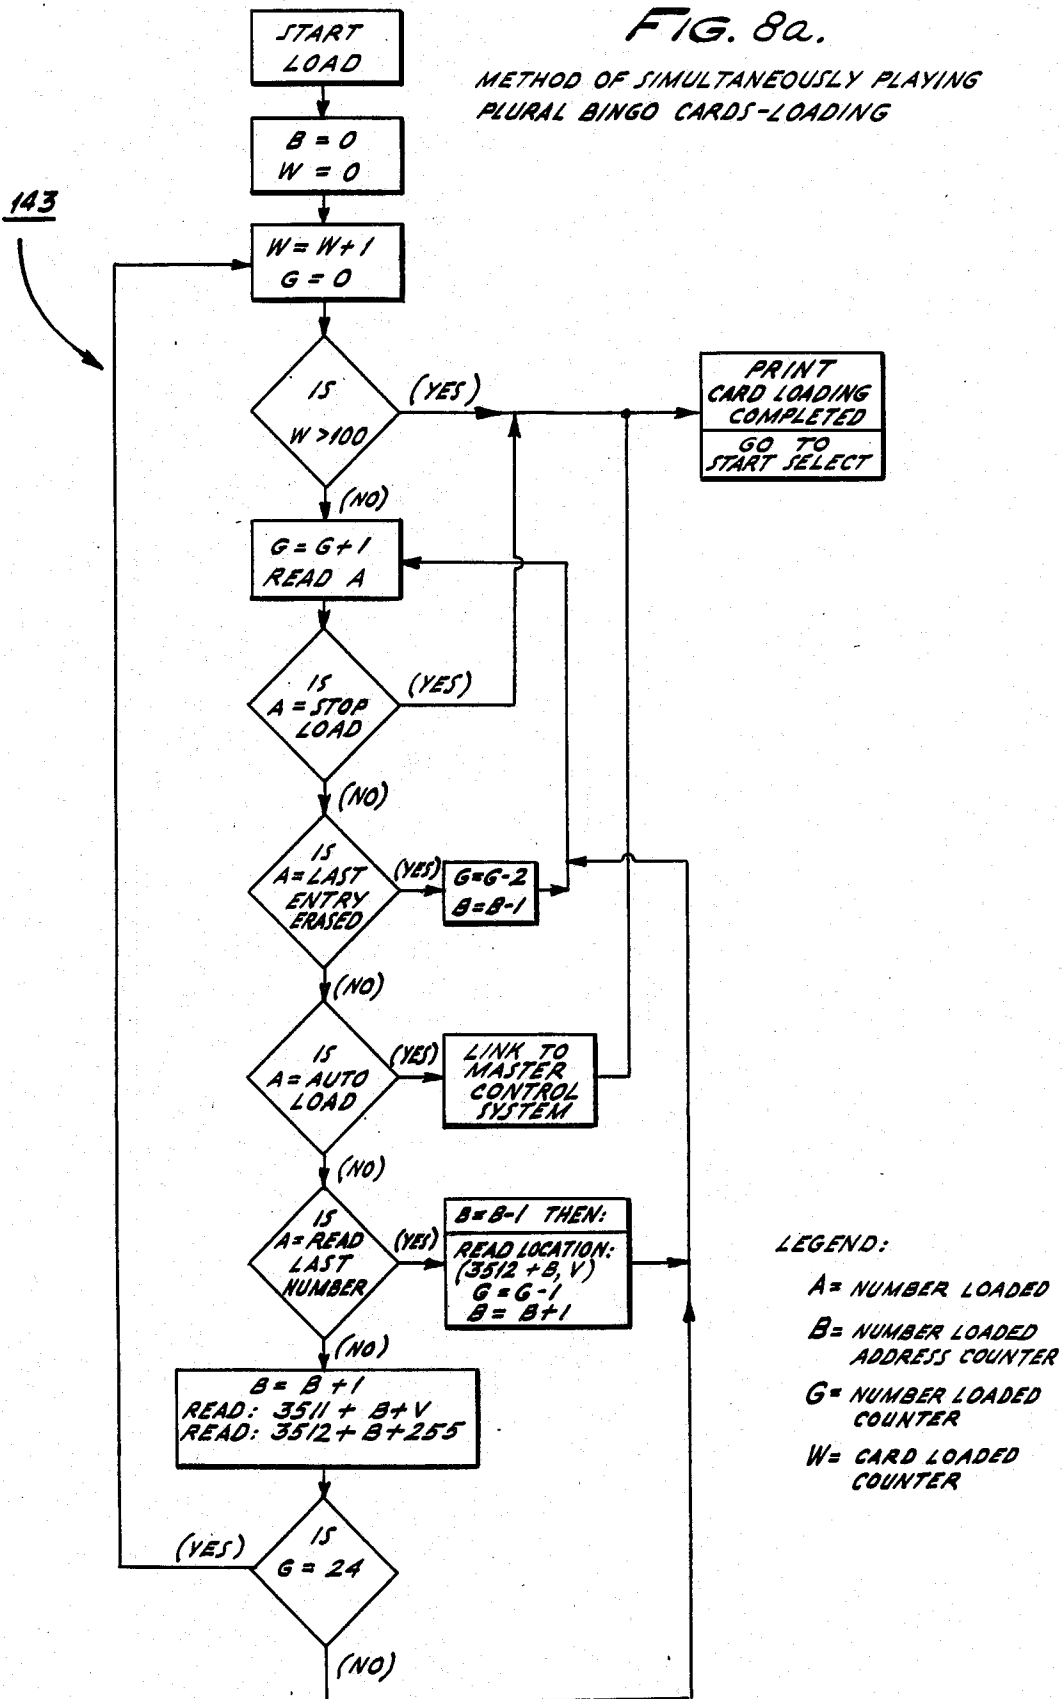 FIG. 8a.
METHOD OF SIMULTANEOUSLY PLAYING
PLURAL BINGO CARDS-LOADING
START
LOAD
B = 0
W = 0
143
W = W+1
G = 0
IS
W >100
(YES)
PRINT
CARD LOADING
COMPLETED
GO TO
START SELECT
(NO)
G = G+1
READ A
IS
A = STOP
LOAD
(YES)
(NO)
IS
A = LAST
ENTRY
ERASED
(YES)
G=G-2
B=B-1
(NO)
IS
A = AUTO
LOAD
(YES)
LINK TO
MASTER
CONTROL
SYSTEM
(NO)
IS
A = READ
LAST
NUMBER
(YES)
B=B-1 THEN:
READ LOCATION:
(3512 +B, V)
G = G-1
B = B+1
(NO)
B = B+1
READ: 3511 + B+V
READ: 3512 + B+255
IS
G = 24
(YES)
(NO)
LEGEND:
A= NUMBER LOADED
B= NUMBER LOADED
ADDRESS COUNTER
G= NUMBER LOADED
COUNTER
W= CARD LOADED
COUNTER